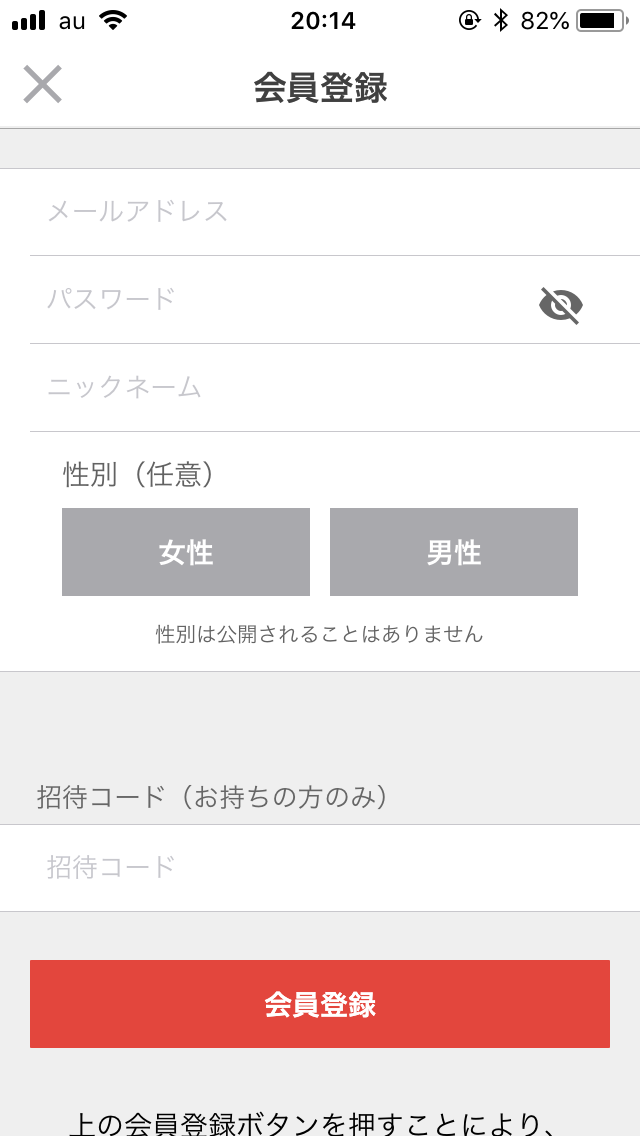 au 20:14 82%
会員登録
メールアドレス
パスワード
ニックネーム
性別（任意）
女性 男性
性別は公開されることはありません
招待コード（お持ちの方のみ）
招待コード
会員登録
上の会員登録ボタンを押すことにより、